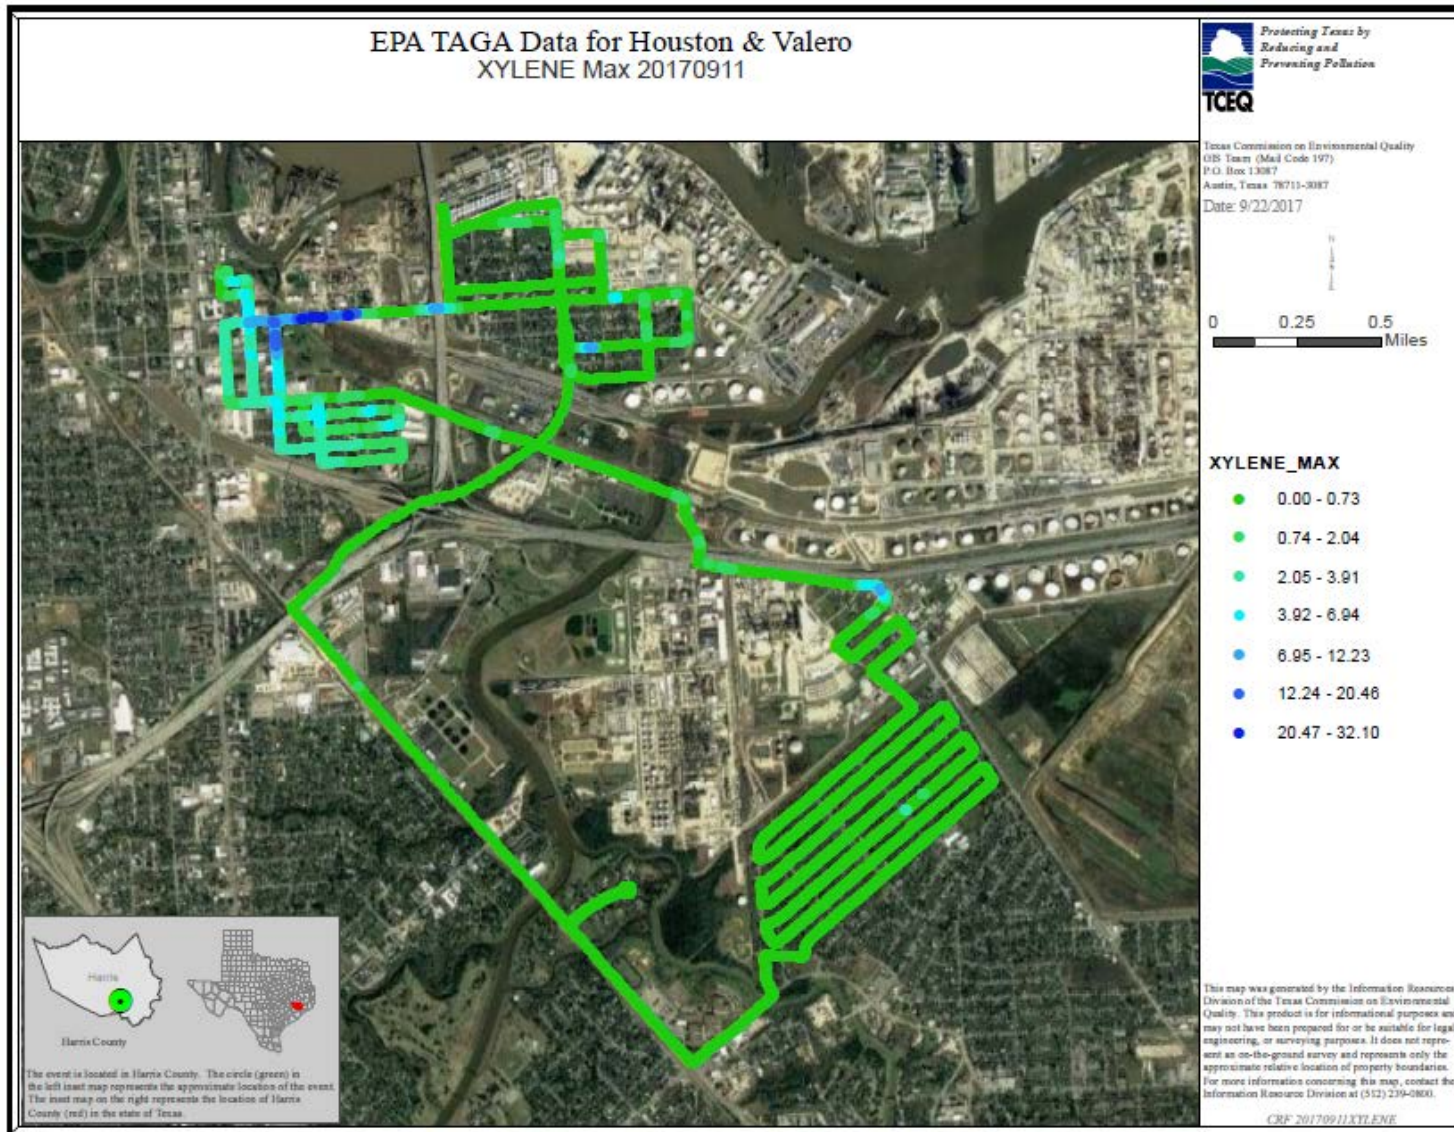 EPA TAGA Data for Houston & Valero
XYLENE Max 20170911
Protecting Texas by
Reducing and
Preventing Pollution
TCEQ
Texas Commission on Environmental Quality
GIS Team (Mail Code 197)
P.O. Box 13087
Austin, Texas 78711-3087
Date: 9/22/2017
N
0 0.25 0.5
Miles
XYLENE_MAX
0.00 - 0.73
0.74 - 2.04
2.05 - 3.91
3.92 - 6.94
6.95 - 12.23
12.24 - 20.46
20.47 - 32.10
Harris
Harris County
The event is located in Harris County. The circle (green) in
the left inset map represents the approximate location of the event.
The inset map on the right represents the location of Harris
County (red) in the state of Texas.
This map was generated by the Information Resources
Division of the Texas Commission on Environmental
Quality. This product is for informational purposes and
may not have been prepared for or be suitable for legal,
engineering, or surveying purposes. It does not repre-
sent an on-the-ground survey and represents only the
approximate relative location of property boundaries.
For more information concerning this map, contact the
Information Resource Division at (512) 239-0800.
CRF 20170911XYLENE